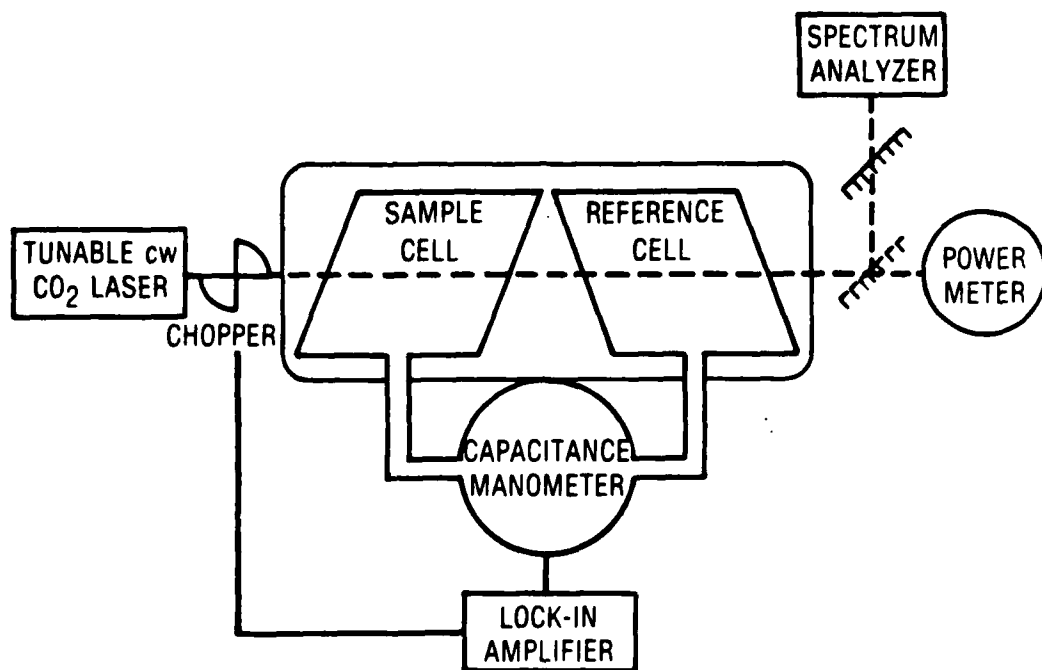 SPECTRUM
ANALYZER
SAMPLE
CELL
REFERENCE
CELL
TUNABLE cw
CO₂ LASER
POWER
METER
CHOPPER
CAPACITANCE
MANOMETER
LOCK-IN
AMPLIFIER